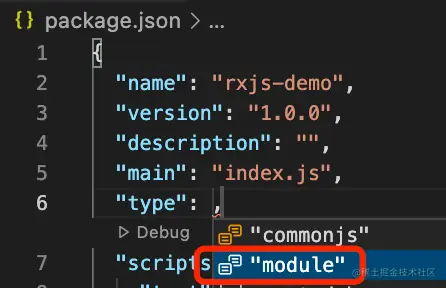 package.json > ...
1 {
2 "name": "rxjs-demo",
3 "version": "1.0.0",
4 "description": "",
5 "main": "index.js",
6 "type": ,
Debug
"commonjs"
7 "scripts
"module"
@稀土掘金技术社区